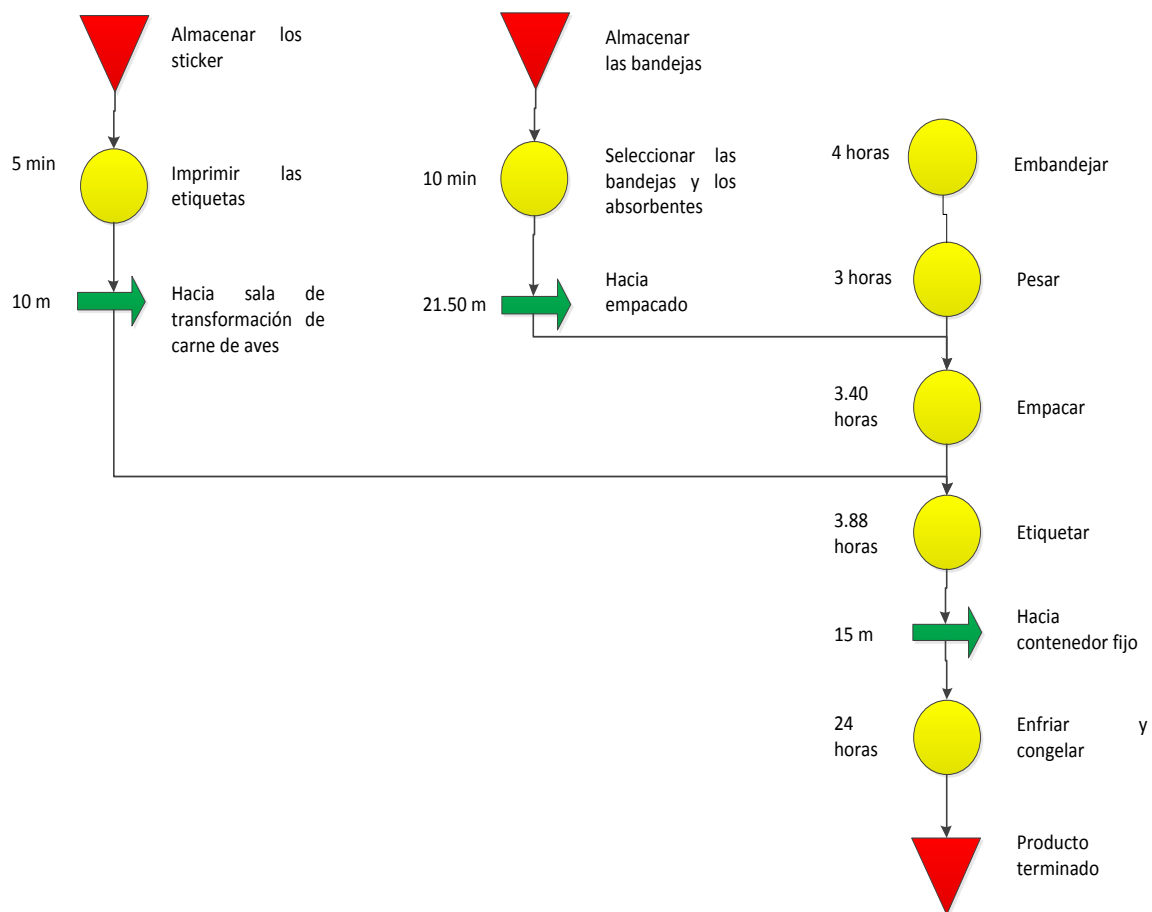 Almacenar los
sticker
5 min
Imprimir las
etiquetas
10 m
Hacia sala de
transformación de
carne de aves
Almacenar
las bandejas
10 min
Seleccionar las
bandejas y los
absorbentes
21.50 m
Hacia
empacado
4 horas
Embandejar
3 horas
Pesar
3.40
horas
Empacar
3.88
horas
Etiquetar
15 m
Hacia
contenedor fijo
24
horas
Enfriar y
congelar
Producto
terminado